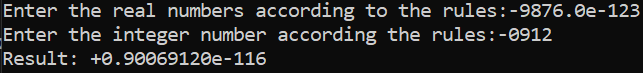 Enter the real numbers according to the rules:-9876.0e-123
Enter the integer number according the rules:-0912
Result: +0.90069120e-116